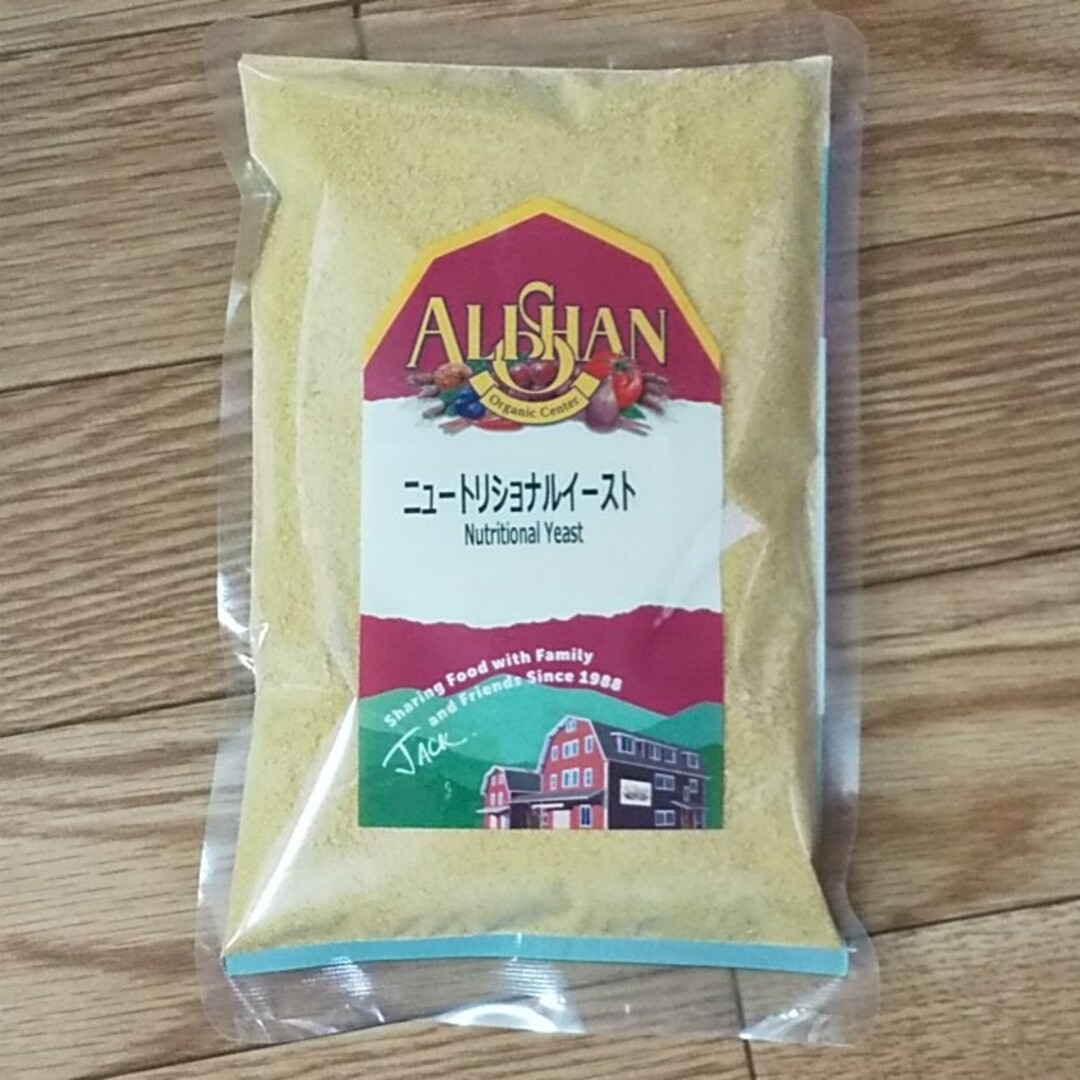 ALISHAN
Organic Center
ニュートリショナルイースト
Nutritional Yeast
Sharing Food with Family
and Friends Since 1988
JACK.